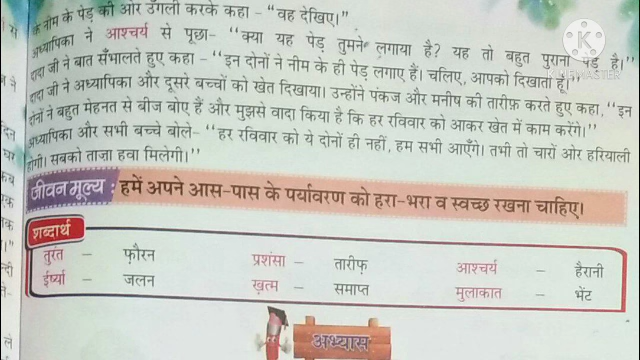 के नीम के पेड़ की ओर उँगली करके कहा - "वह देखिए।"
अध्यापिका ने आश्चर्य से पूछा- "क्या यह पेड़ तुमने लगाया है? यह तो बहुत पुराना पेड़ है।"
दादा जी ने बात सँभालते हुए कहा - "इन दोनों ने नीम के ही पेड़ लगाए हैं। चलिए, आपको दिखाता हूँ।"
दादा जी ने अध्यापिका और दूसरे बच्चों को खेत दिखाया। उन्होंने पंकज और मनीष की तारीफ़ करते हुए कहा, "इन
दोनों ने बहुत मेहनत से बीज बोए हैं और मुझसे वादा किया है कि हर रविवार को आकर खेत में काम करेंगे।"
अध्यापिका और सभी बच्चे बोले- "हर रविवार को ये दोनों ही नहीं, हम सभी आएँगे। तभी तो चारों ओर हरियाली
होगी। सबको ताज़ा हवा मिलेगी।"
जीवन मूल्य : हमें अपने आस-पास के पर्यावरण को हरा-भरा व स्वच्छ रखना चाहिए।
शब्दार्थ
तुरंत – फौरन प्रशंसा – तारीफ़ आश्चर्य – हैरानी
ईर्ष्या – जलन ख़त्म – समाप्त मुलाकात – भेंट
अभ्यास
KINEMASTER